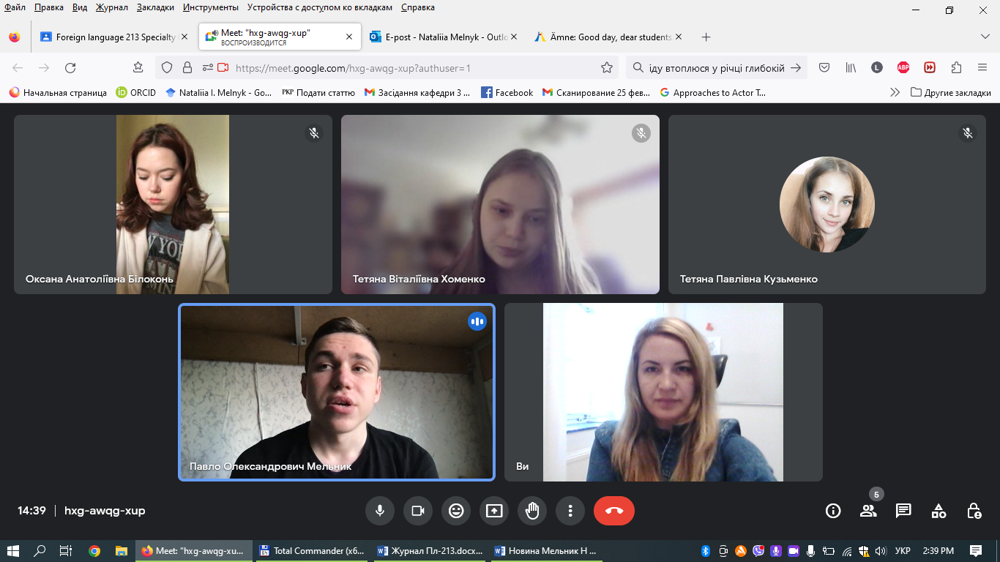 Файл Правка Вид Журнал Закладки Инструменты Устройства с доступом ко вкладкам Справка
Foreign language 213 Specialty
Meet: "hxg-awqg-xup"
ВОСПРОИЗВОДИТСЯ
E-post - Nataliia Melnyk - Outlo
Ämne: Good day, dear students
https://meet.google.com/hxg-awqg-xup?authuser=1
іду втоплюся у річці глибокій
L
ABP
Начальная страница
iD ORCID
Nataliia I. Melnyk - Go...
PKP Подати статтю
Засідання кафедри 3 ...
Facebook
Сканирование 25 фев...
Approaches to Actor T...
Другие закладки
NEW YOR
Оксана Анатоліївна Білоконь
Тетяна Віталіївна Хоменко
Тетяна Павлівна Кузьменко
Павло Олександрович Мельник
Ви
14:39 | hxg-awqg-xup
5
Meet: "hxg-awqg-xu...
Total Commander (x6...
Журнал Пл-213.docx...
Новина Мельник Н ...
УКР
2:39 PM